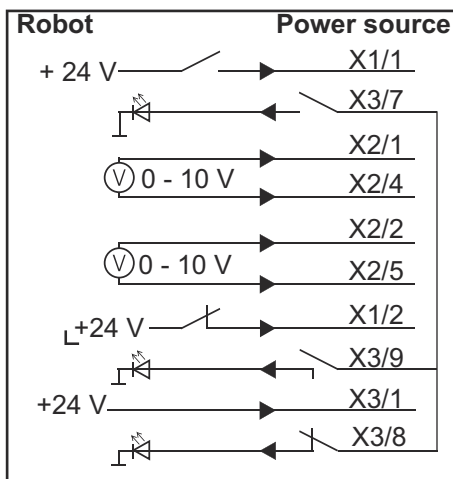 Robot Power source
+ 24 V X1/1
X3/7
X2/1
V 0 - 10 V
X2/4
X2/2
V 0 - 10 V
X2/5
+24 V X1/2
X3/9
+24 V X3/1
X3/8